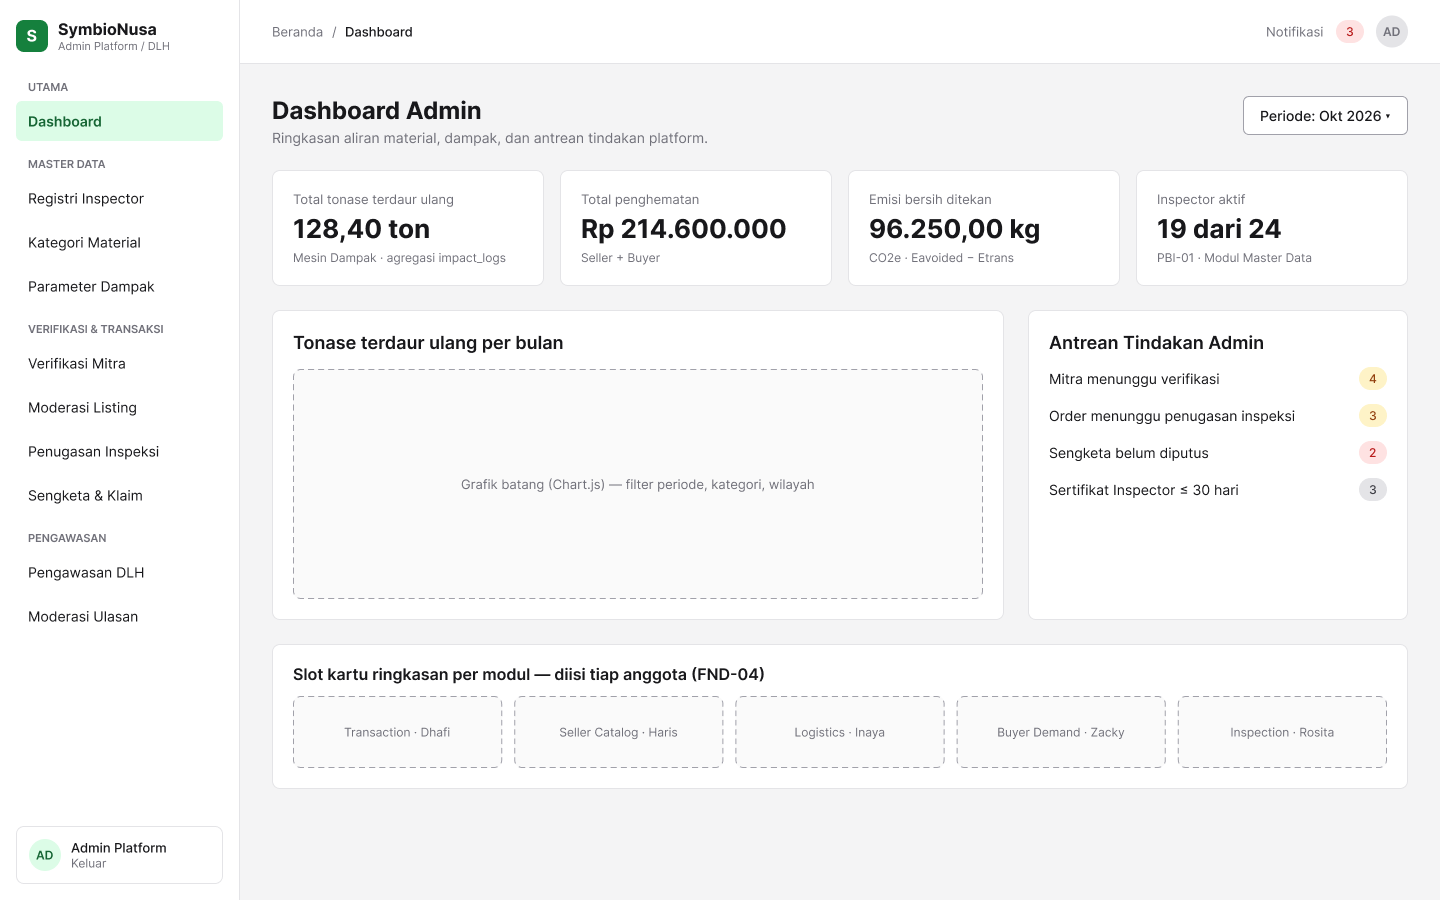 S
SymbioNusa
Admin Platform / DLH
UTAMA
Dashboard
MASTER DATA
Registri Inspector
Kategori Material
Parameter Dampak
VERIFIKASI & TRANSAKSI
Verifikasi Mitra
Moderasi Listing
Penugasan Inspeksi
Sengketa & Klaim
PENGAWASAN
Pengawasan DLH
Moderasi Ulasan
AD
Admin Platform
Keluar
Beranda / Dashboard
Notifikasi 3 AD
Dashboard Admin
Ringkasan aliran material, dampak, dan antrean tindakan platform.
Periode: Okt 2026 ▾
Total tonase terdaur ulang
128,40 ton
Mesin Dampak · agregasi impact_logs
Total penghematan
Rp 214.600.000
Seller + Buyer
Emisi bersih ditekan
96.250,00 kg
CO2e · Eavoided − Etrans
Inspector aktif
19 dari 24
PBI-01 · Modul Master Data
Tonase terdaur ulang per bulan
Grafik batang (Chart.js) — filter periode, kategori, wilayah
Antrean Tindakan Admin
Mitra menunggu verifikasi 4
Order menunggu penugasan inspeksi 3
Sengketa belum diputus 2
Sertifikat Inspector ≤ 30 hari 3
Slot kartu ringkasan per modul — diisi tiap anggota (FND-04)
Transaction · Dhafi
Seller Catalog · Haris
Logistics · Inaya
Buyer Demand · Zacky
Inspection · Rosita